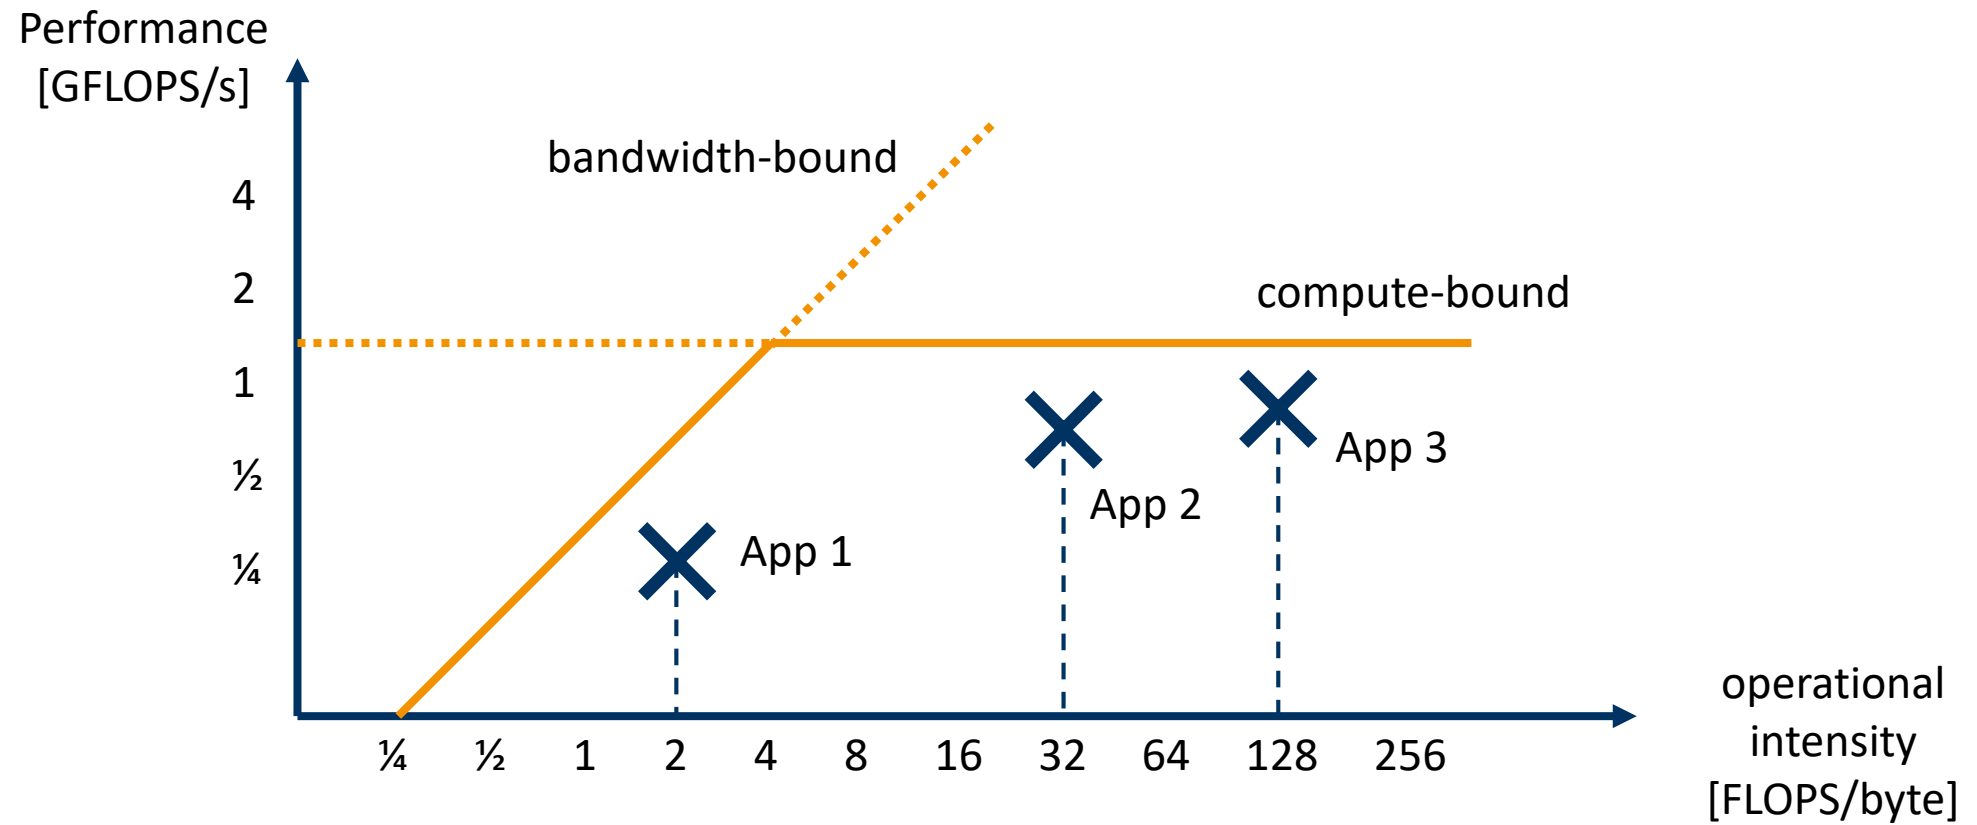 Performance
[GFLOPS/s]
bandwidth-bound
4
2
compute-bound
1
½
App 3
App 2
App 1
¼
operational
intensity
[FLOPS/byte]
¼ ½ 1 2 4 8 16 32 64 128 256